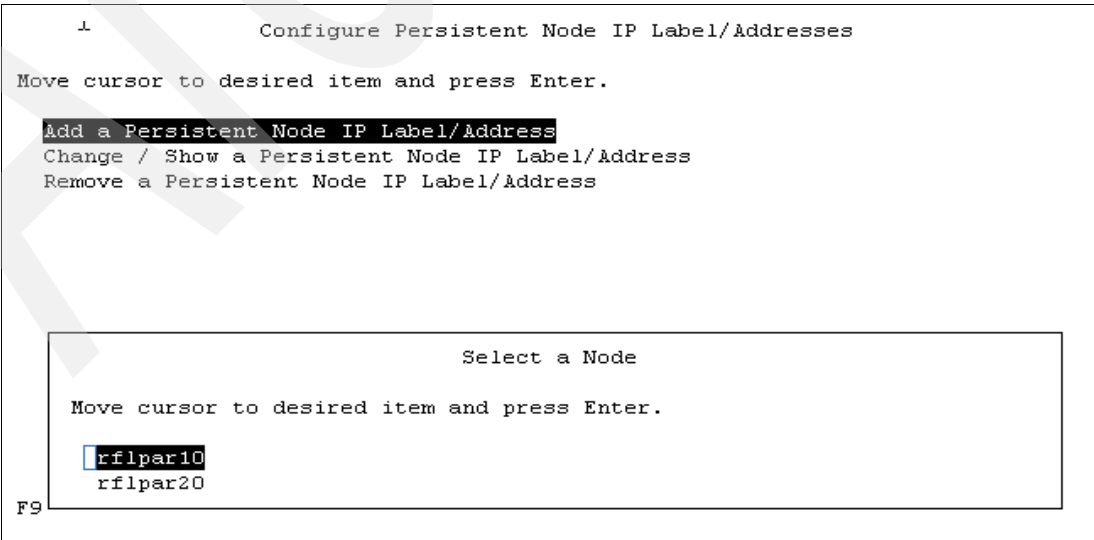 Configure Persistent Node IP Label/Addresses
Move cursor to desired item and press Enter.
Add a Persistent Node IP Label/Address
Change / Show a Persistent Node IP Label/Address
Remove a Persistent Node IP Label/Address
Select a Node
Move cursor to desired item and press Enter.
rflpar10
rflpar20
F9